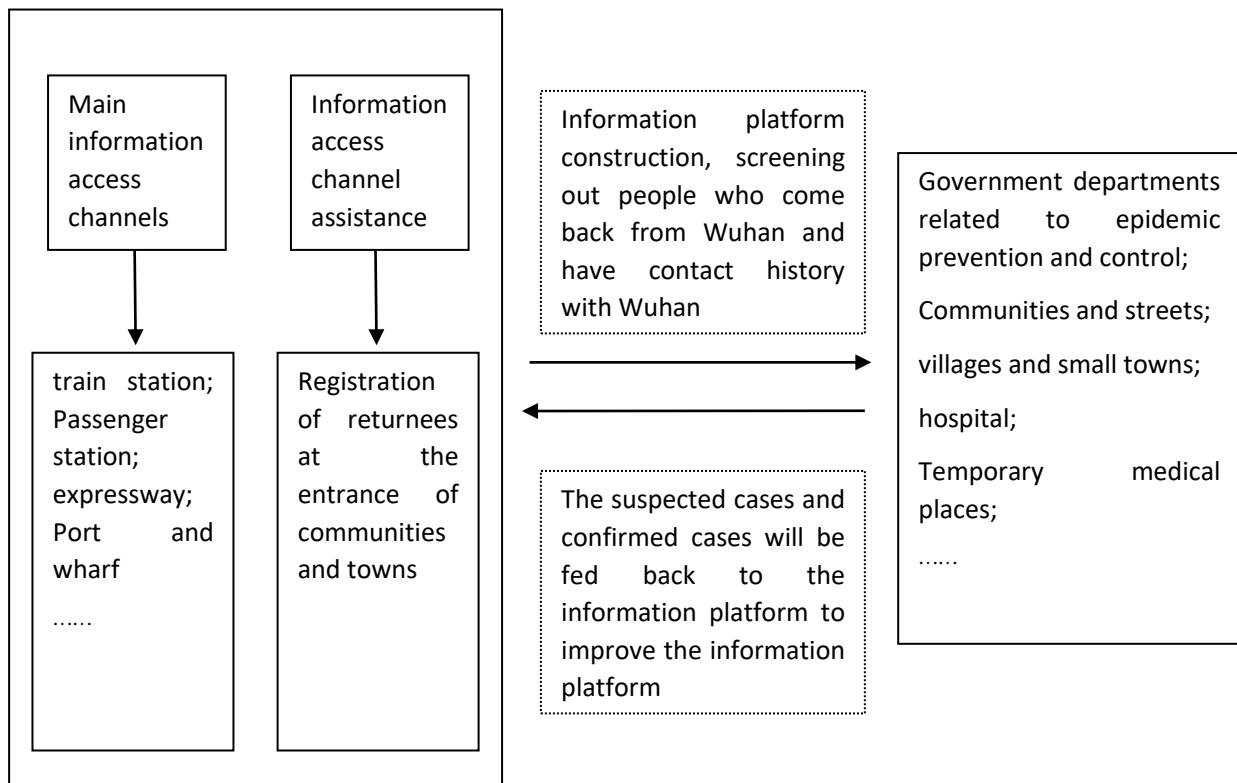 Main
information
access
channels
Information
access
channel
assistance
train station;
Passenger
station;
expressway;
Port and
wharf
……
Registration
of returnees
at the
entrance of
communities
and towns
Information platform
construction, screening
out people who come
back from Wuhan and
have contact history
with Wuhan
The suspected cases and
confirmed cases will be
fed back to the
information platform to
improve the information
platform
Government departments
related to epidemic
prevention and control;
Communities and streets;
villages and small towns;
hospital;
Temporary medical
places;
……